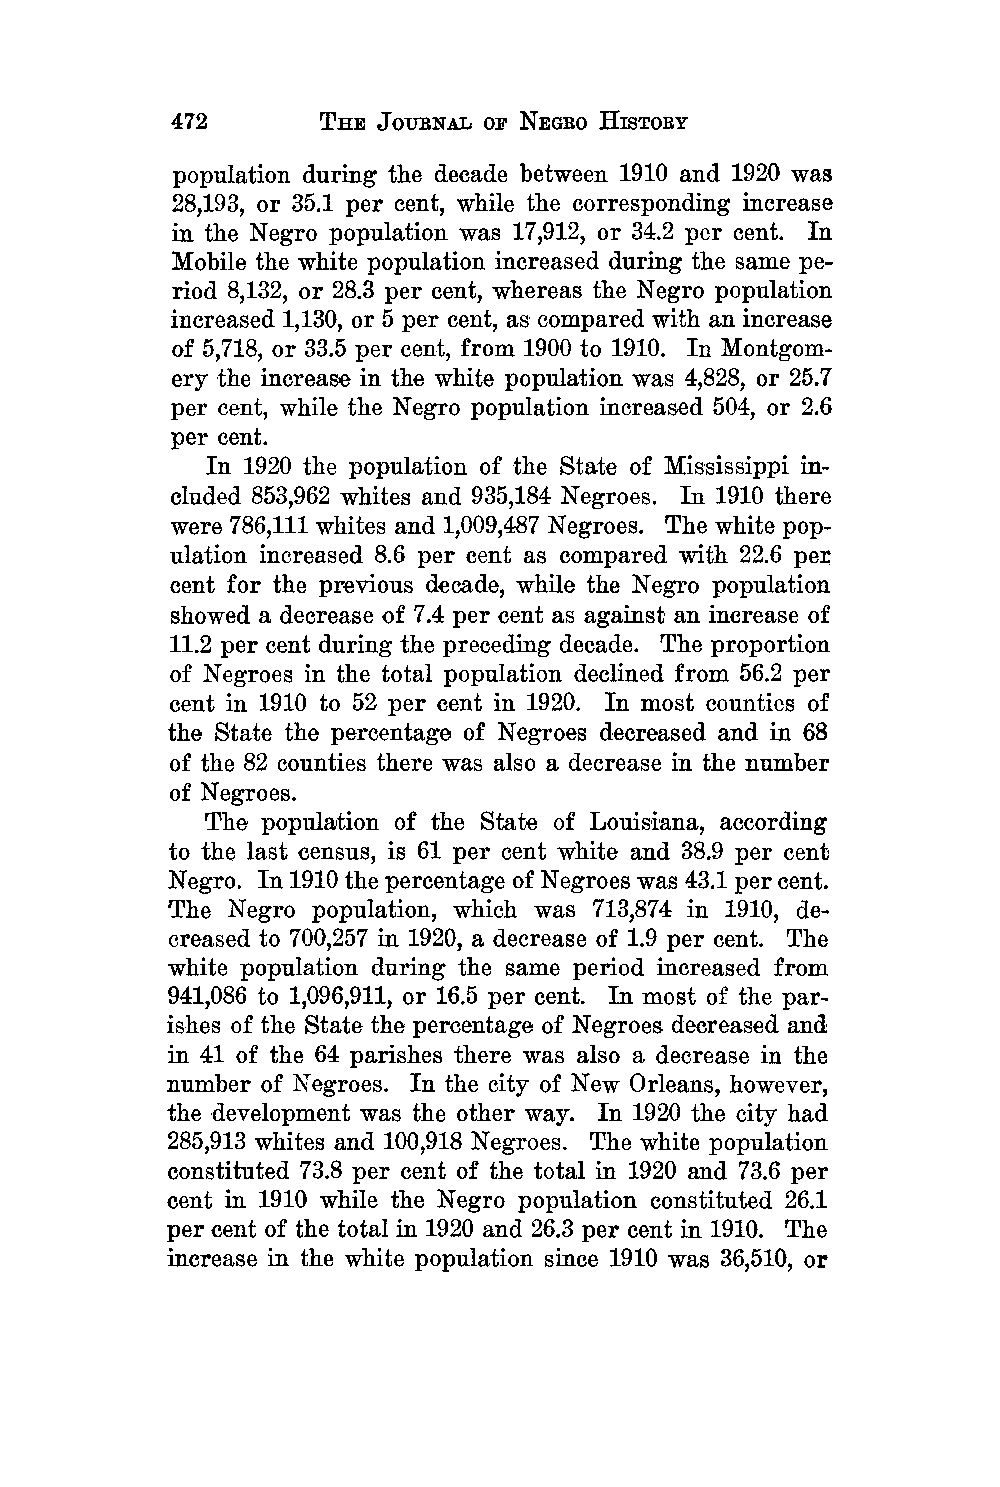 472 THE JOURNAL OF NEGRO HISTORY
population during the decade between 1910 and 1920 was
28,193, or 35.1 per cent, while the corresponding increase
in the Negro population was 17,912, or 34.2 per cent. In
Mobile the white population increased during the same pe-
riod 8,132, or 28.3 per cent, whereas the Negro population
increased 1,130, or 5 per cent, as compared with an increase
of 5,718, or 33.5 per cent, from 1900 to 1910. In Montgom-
ery the increase in the white population was 4,828, or 25.7
per cent, while the Negro population increased 504, or 2.6
per cent.
In 1920 the population of the State of Mississippi in-
cluded 853,962 whites and 935,184 Negroes. In 1910 there
were 786,111 whites and 1,009,487 Negroes. The white pop-
ulation increased 8.6 per cent as compared with 22.6 per
cent for the previous decade, while the Negro population
showed a decrease of 7.4 per cent as against an increase of
11.2 per cent during the preceding decade. The proportion
of Negroes in the total population declined from 56.2 per
cent in 1910 to 52 per cent in 1920. In most counties of
the State the percentage of Negroes decreased and in 68
of the 82 counties there was also a decrease in the number
of Negroes.
The population of the State of Louisiana, according
to the last census, is 61 per cent white and 38.9 per cent
Negro. In 1910 the percentage of Negroes was 43.1 per cent.
The Negro population, which was 713,874 in 1910, de-
creased to 700,257 in 1920, a decrease of 1.9 per cent. The
white population during the same period increased from
941,086 to 1,096,911, or 16.5 per cent. In most of the par-
ishes of the State the percentage of Negroes decreased and
in 41 of the 64 parishes there was also a decrease in the
number of Negroes. In the city of New Orleans, however,
the development was the other way. In 1920 the city had
285,913 whites and 100,918 Negroes. The white population
constituted 73.8 per cent of the total in 1920 and 73.6 per
cent in 1910 while the Negro population constituted 26.1
per cent of the total in 1920 and 26.3 per cent in 1910. The
increase in the white population since 1910 was 36,510, or